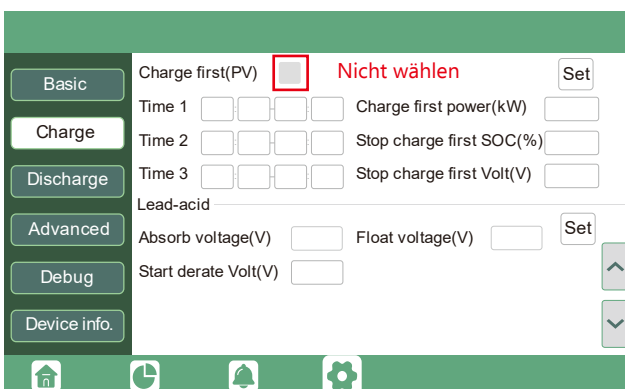 Charge first(PV) Nicht wählen Set
Basic
Time 1 : - : Charge first power(kW)
Charge
Time 2 : - : Stop charge first SOC(%)
Discharge
Time 3 : - : Stop charge first Volt(V)
Lead-acid
Advanced
Absorb voltage(V) Float voltage(V) Set
Debug
Start derate Volt(V)
Device info.